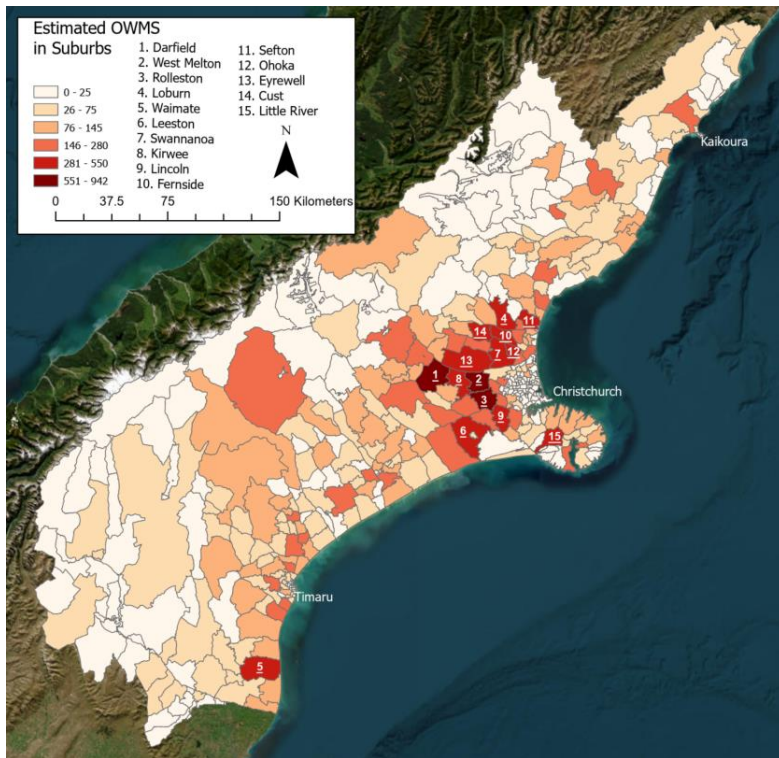 Estimated OWMS
in Suburbs
0 - 25
26 - 75
76 - 145
146 - 280
281 - 550
551 - 942
1. Darfield
2. West Melton
3. Rolleston
4. Loburn
5. Waimate
6. Leeston
7. Swannanoa
8. Kirwee
9. Lincoln
10. Fernside
11. Sefton
12. Ohoka
13. Eyrewell
14. Cust
15. Little River
N
0 37.5 75 150 Kilometers
Kaikoura
4
11
14
10
7
12
13
1
8
2
Christchurch
3
9
6
15
Timaru
5